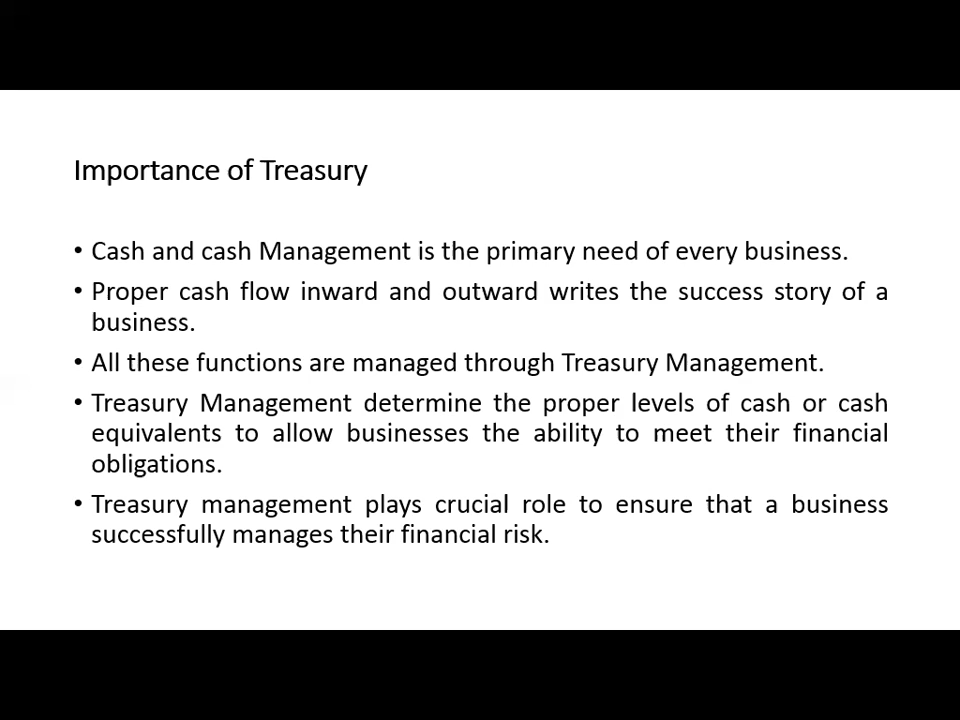 Importance of Treasury
• Cash and cash Management is the primary need of every business.
• Proper cash flow inward and outward writes the success story of a
business.
• All these functions are managed through Treasury Management.
• Treasury Management determine the proper levels of cash or cash
equivalents to allow businesses the ability to meet their financial
obligations.
• Treasury management plays crucial role to ensure that a business
successfully manages their financial risk.